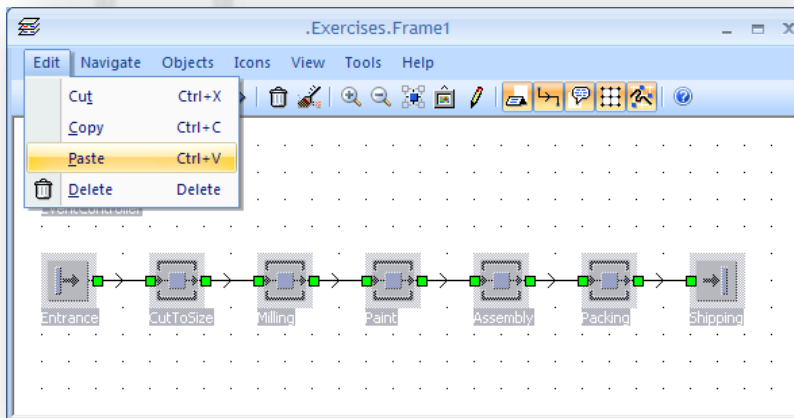 .Exercises.Frame1
Edit Navigate Objects Icons View Tools Help
Cut Ctrl+X
Copy Ctrl+C
Paste Ctrl+V
Delete Delete
EventController
Entrance CutToSize Milling Paint Assembly Packing Shipping